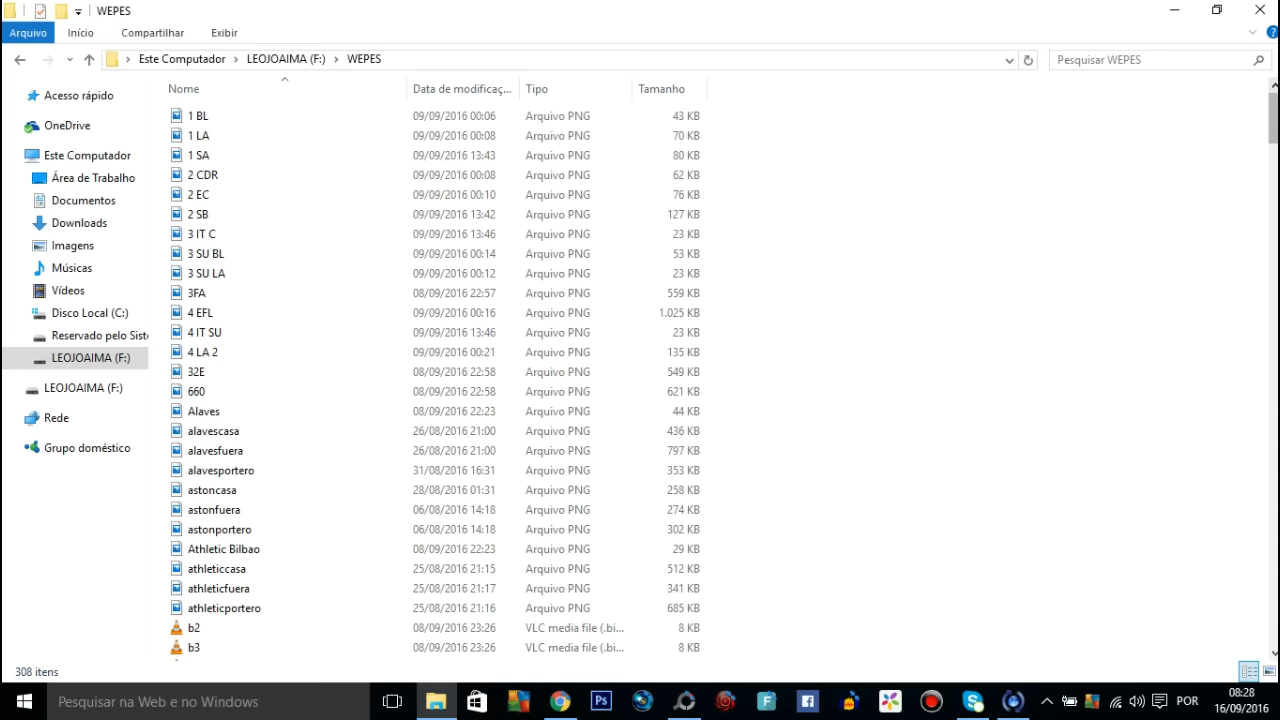 WEPES
Arquivo Início Compartilhar Exibir
Este Computador LEOJOAIMA (F:) WEPES Pesquisar WEPES
Nome Data de modificaç... Tipo Tamanho
Acesso rápido
OneDrive
Este Computador
Área de Trabalho
Documentos
Downloads
Imagens
Músicas
Vídeos
Disco Local (C:)
Reservado pelo Siste
LEOJOAIMA (F:)
LEOJOAIMA (F:)
Rede
Grupo doméstico
1 BL 09/09/2016 00:06 Arquivo PNG 43 KB
1 LA 09/09/2016 00:08 Arquivo PNG 70 KB
1 SA 09/09/2016 13:43 Arquivo PNG 80 KB
2 CDR 09/09/2016 00:08 Arquivo PNG 62 KB
2 EC 09/09/2016 00:10 Arquivo PNG 76 KB
2 SB 09/09/2016 13:42 Arquivo PNG 127 KB
3 IT C 09/09/2016 13:46 Arquivo PNG 23 KB
3 SU BL 09/09/2016 00:14 Arquivo PNG 53 KB
3 SU LA 09/09/2016 00:12 Arquivo PNG 23 KB
3FA 08/09/2016 22:57 Arquivo PNG 559 KB
4 EFL 09/09/2016 00:16 Arquivo PNG 1.025 KB
4 IT SU 09/09/2016 13:46 Arquivo PNG 23 KB
4 LA 2 09/09/2016 00:21 Arquivo PNG 135 KB
32E 08/09/2016 22:58 Arquivo PNG 549 KB
660 08/09/2016 22:58 Arquivo PNG 621 KB
Alaves 08/09/2016 22:23 Arquivo PNG 44 KB
alavescasa 26/08/2016 21:00 Arquivo PNG 436 KB
alavesfuera 26/08/2016 21:00 Arquivo PNG 797 KB
alavesportero 31/08/2016 16:31 Arquivo PNG 353 KB
astoncasa 28/08/2016 01:31 Arquivo PNG 258 KB
astonfuera 06/08/2016 14:18 Arquivo PNG 274 KB
astonportero 06/08/2016 14:18 Arquivo PNG 302 KB
Athletic Bilbao 08/09/2016 22:23 Arquivo PNG 29 KB
athleticcasa 25/08/2016 21:15 Arquivo PNG 512 KB
athleticfuera 25/08/2016 21:17 Arquivo PNG 341 KB
athleticportero 25/08/2016 21:16 Arquivo PNG 685 KB
b2 08/09/2016 23:26 VLC media file (.bi... 8 KB
b3 08/09/2016 23:26 VLC media file (.bi... 8 KB
308 itens
Pesquisar na Web e no Windows Ps F POR 08:28
16/09/2016